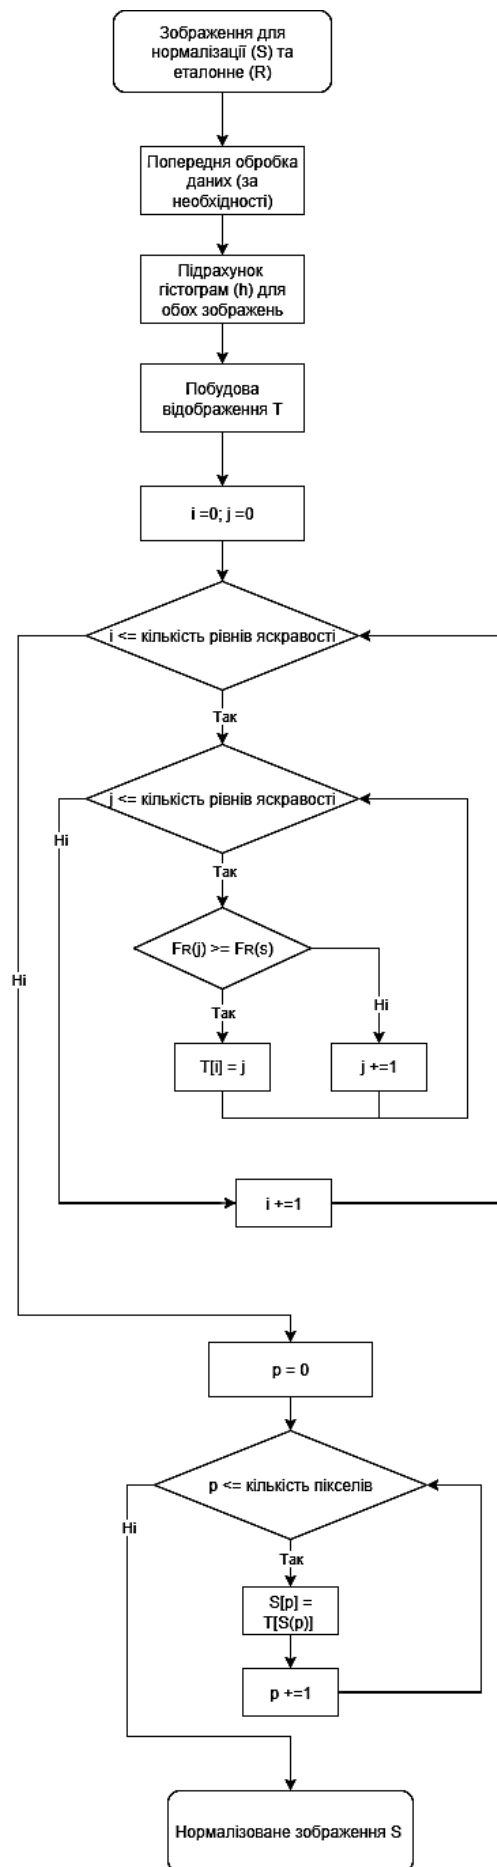 Зображення для
нормалізації (S) та
еталонне (R)
Попередня обробка
даних (за
необхідності)
Підрахунок
гістограм (h) для
обох зображень
Побудова
відображення T
i =0; j =0
i <= кількість рівнів яскравості
Так
j <= кількість рівнів яскравості
Ні
Так
FR(j) >= FR(s)
Ні
Так
Ні
T[i] = j
j +=1
i +=1
p = 0
p <= кількість пікселів
Ні
Так
S[p] =
T[S(p)]
p +=1
Нормалізоване зображення S